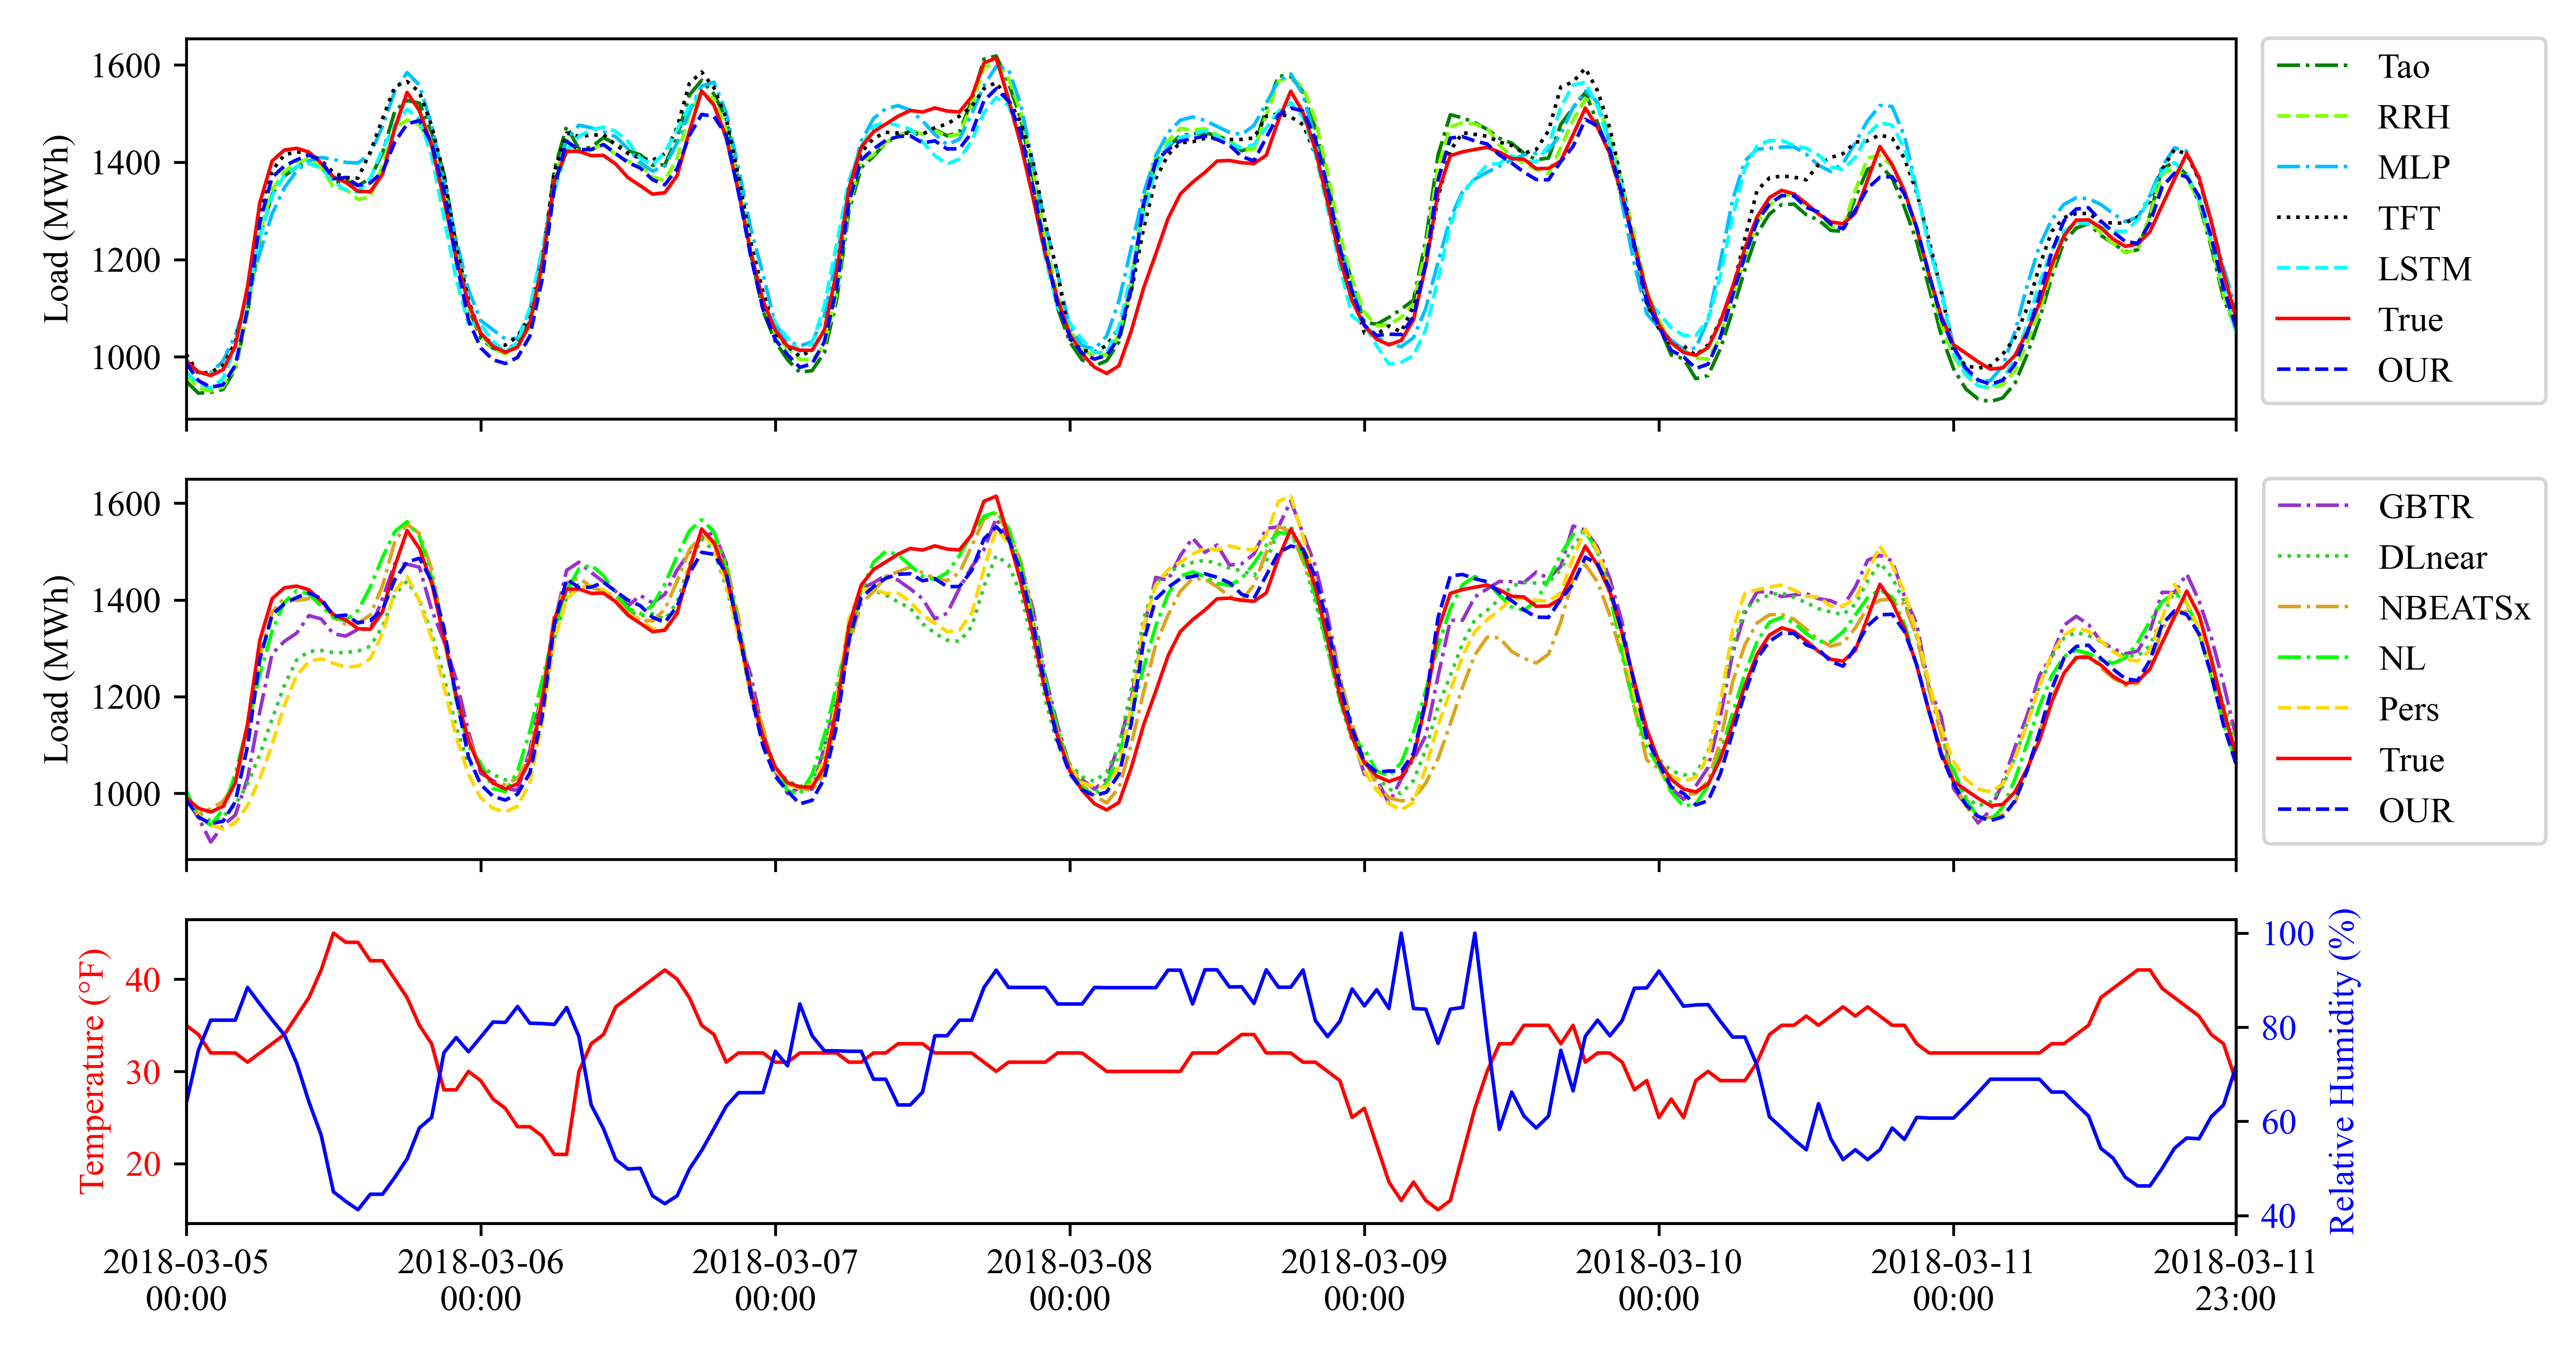 1600
1400
1200
1000
Load (MWh)
Tao
RRH
MLP
TFT
LSTM
True
OUR
1600
1400
1200
1000
Load (MWh)
GBTR
DLnear
NBEATSx
NL
Pers
True
OUR
40
30
20
Temperature (°F)
100
80
60
40
Relative Humidity (%)
2018-03-05 2018-03-06 2018-03-07 2018-03-08 2018-03-09 2018-03-10 2018-03-11 2018-03-11
00:00 00:00 00:00 00:00 00:00 00:00 00:00 23:00